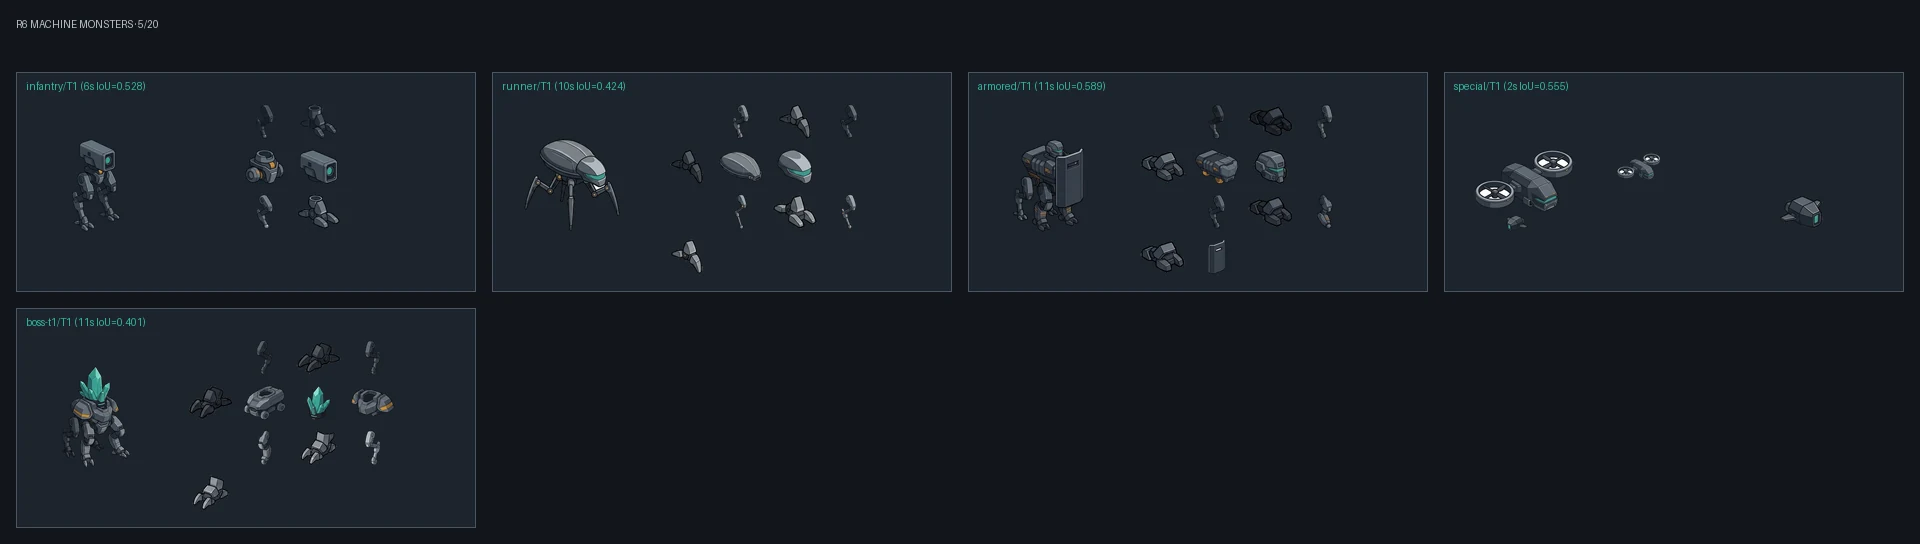 R6 MACHINE MONSTERS·5/20
infantry/T1 (6s IoU=0.528)
runner/T1 (10s IoU=0.424)
armored/T1 (11s IoU=0.589)
special/T1 (2s IoU=0.555)
boss-t1/T1 (11s IoU=0.401)